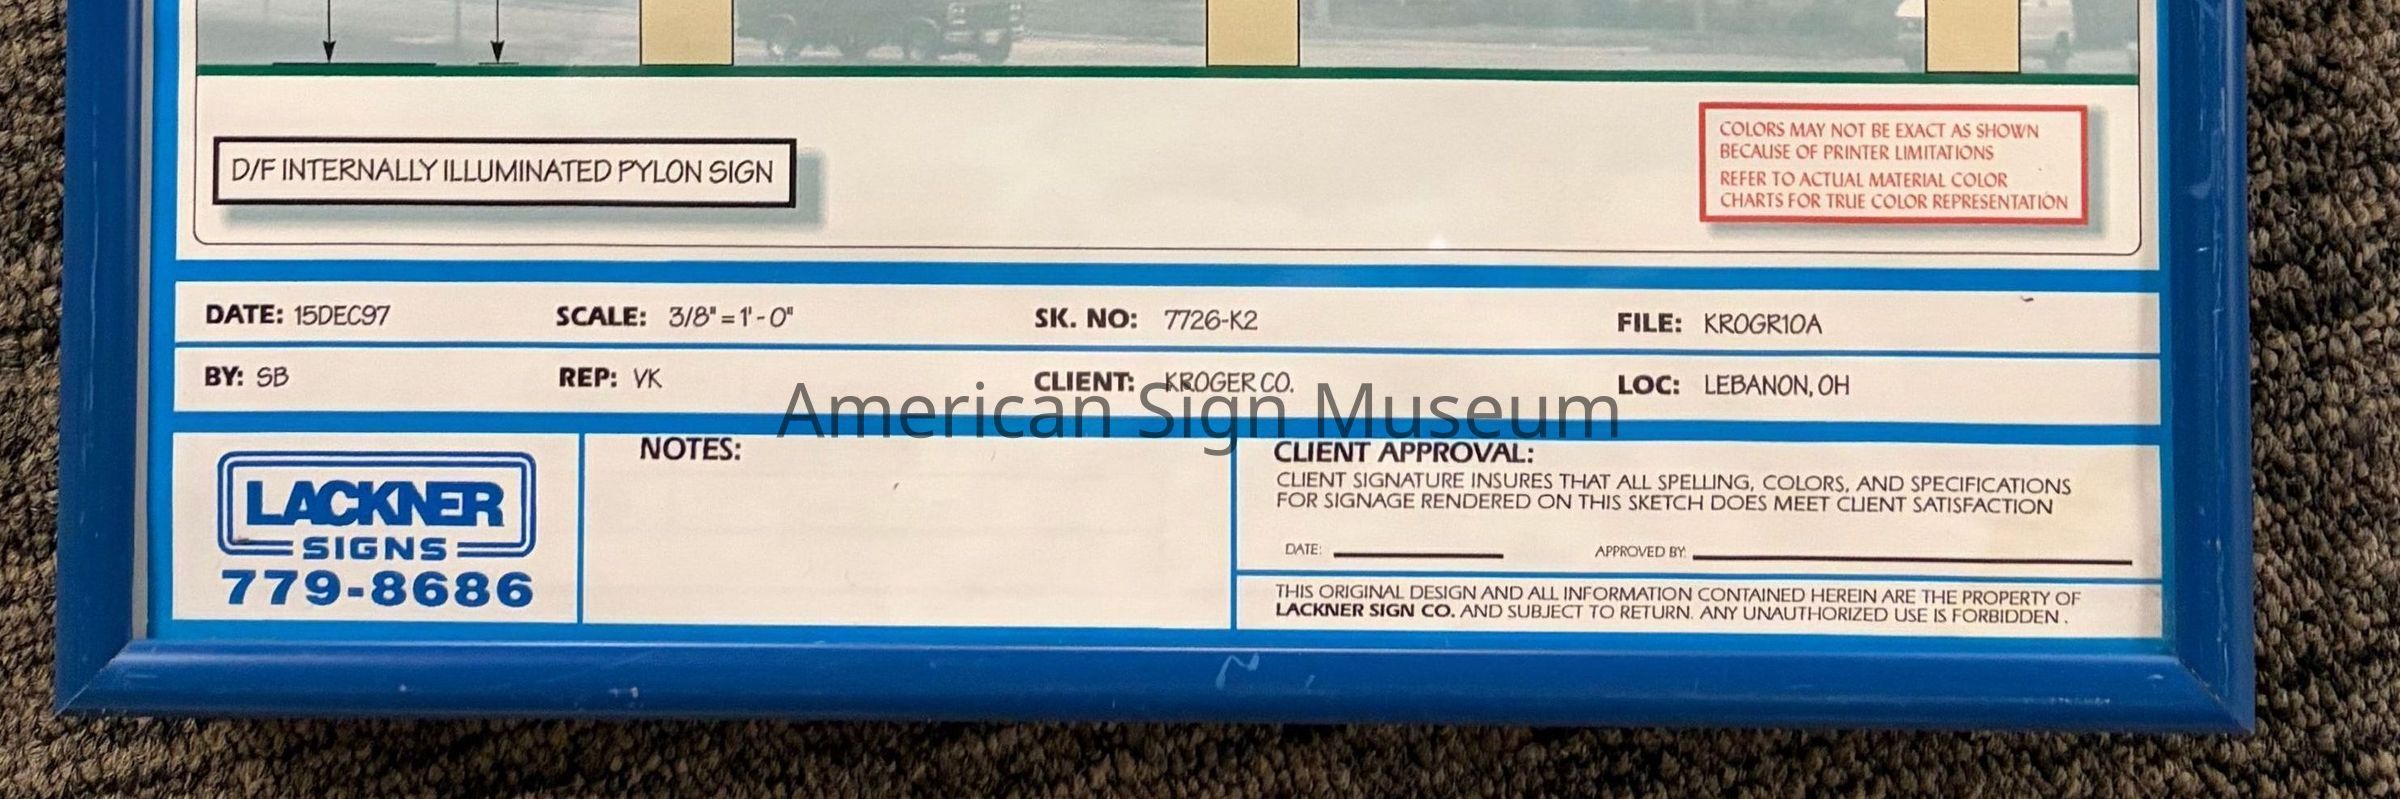 D/F INTERNALLY ILLUMINATED PYLON SIGN
COLORS MAY NOT BE EXACT AS SHOWN
BECAUSE OF PRINTER LIMITATIONS
REFER TO ACTUAL MATERIAL COLOR
CHARTS FOR TRUE COLOR REPRESENTATION
DATE: 15DEC97 SCALE: 3/8" = 1' - 0" SK. NO: 7726-K2 FILE: KROGR10A
BY: SB REP: VK CLIENT: KROGER CO. LOC: LEBANON, OH
American Sign Museum
LACKNER
SIGNS
779-8686
NOTES:
CLIENT APPROVAL:
CLIENT SIGNATURE INSURES THAT ALL SPELLING, COLORS, AND SPECIFICATIONS
FOR SIGNAGE RENDERED ON THIS SKETCH DOES MEET CLIENT SATISFACTION
DATE: APPROVED BY:
THIS ORIGINAL DESIGN AND ALL INFORMATION CONTAINED HEREIN ARE THE PROPERTY OF
LACKNER SIGN CO. AND SUBJECT TO RETURN. ANY UNAUTHORIZED USE IS FORBIDDEN .